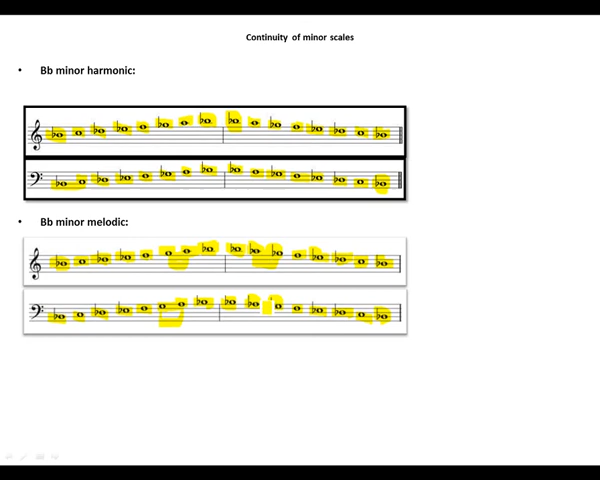 Continuity of minor scales
• Bb minor harmonic:
• Bb minor melodic: